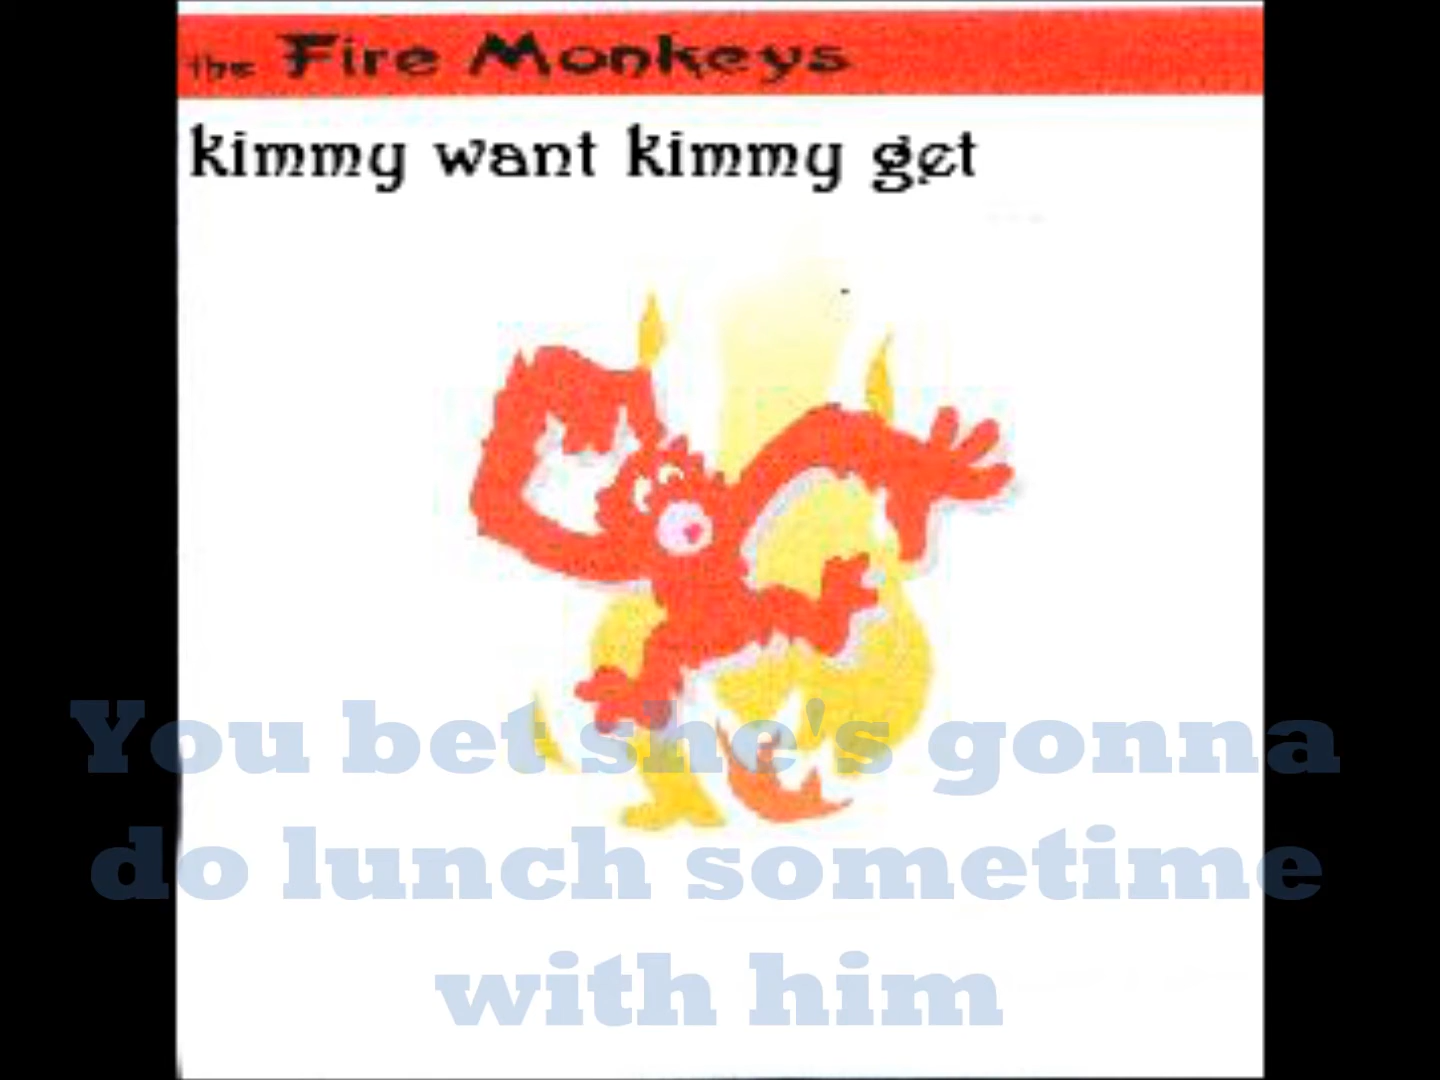 the Fire Monkeys
kimmy want kimmy get
You bet she's gonna
do lunch sometime
with him